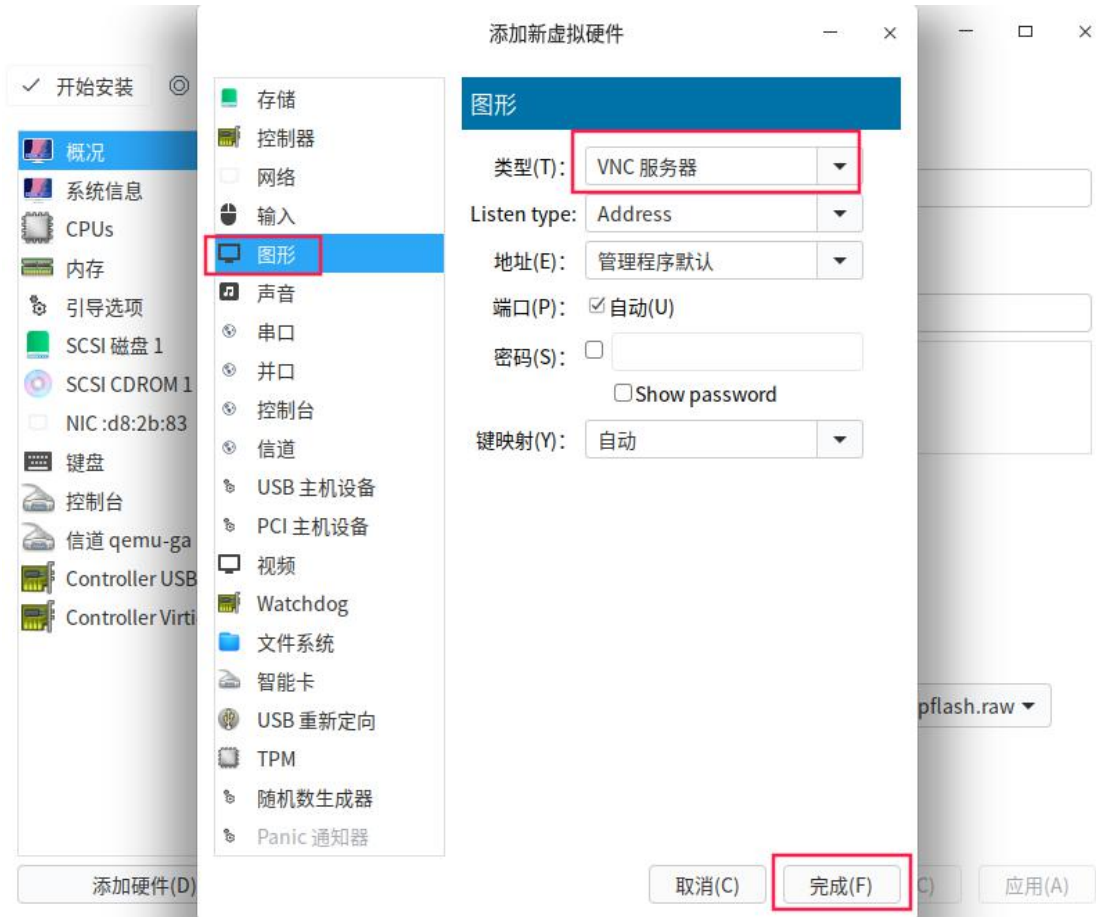 添加新虚拟硬件
开始安装
概况
系统信息
CPUs
内存
引导选项
SCSI 磁盘 1
SCSI CDROM 1
NIC :d8:2b:83
键盘
控制台
信道 qemu-ga
Controller USB
Controller Virti
添加硬件(D)
存储
控制器
网络
输入
图形
声音
串口
并口
控制台
信道
USB 主机设备
PCI 主机设备
视频
Watchdog
文件系统
智能卡
USB 重新定向
TPM
随机数生成器
Panic 通知器
图形
类型(T)： VNC 服务器
Listen type: Address
地址(E)： 管理程序默认
端口(P)： 自动(U)
密码(S)：
Show password
键映射(Y)： 自动
取消(C)
完成(F)
pflash.raw
C)
应用(A)